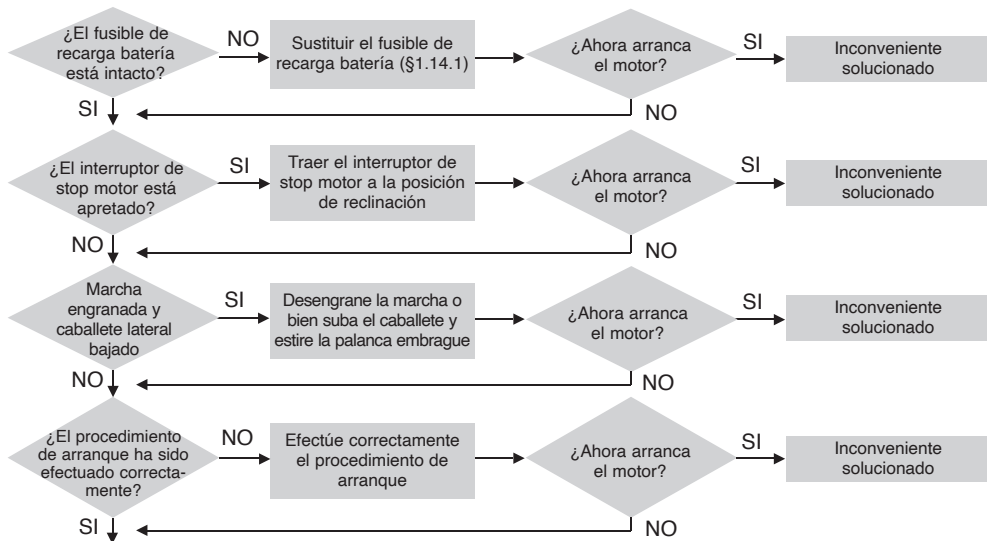 ¿El fusible de
recarga batería
está intacto?
NO
Sustituir el fusible de
recarga batería (§1.14.1)
¿Ahora arranca
el motor?
SI
Inconveniente
solucionado
SI
NO
¿El interruptor de
stop motor está
apretado?
SI
Traer el interruptor de
stop motor a la posición
de reclinación
¿Ahora arranca
el motor?
SI
Inconveniente
solucionado
NO
NO
Marcha
engranada y
caballete lateral
bajado
SI
Desengrane la marcha o
bien suba el caballete y
estire la palanca embrague
¿Ahora arranca
el motor?
SI
Inconveniente
solucionado
NO
NO
¿El procedimiento
de arranque ha sido
efectuado correcta-
mente?
NO
Efectúe correctamente
el procedimiento de
arranque
¿Ahora arranca
el motor?
SI
Inconveniente
solucionado
SI
NO